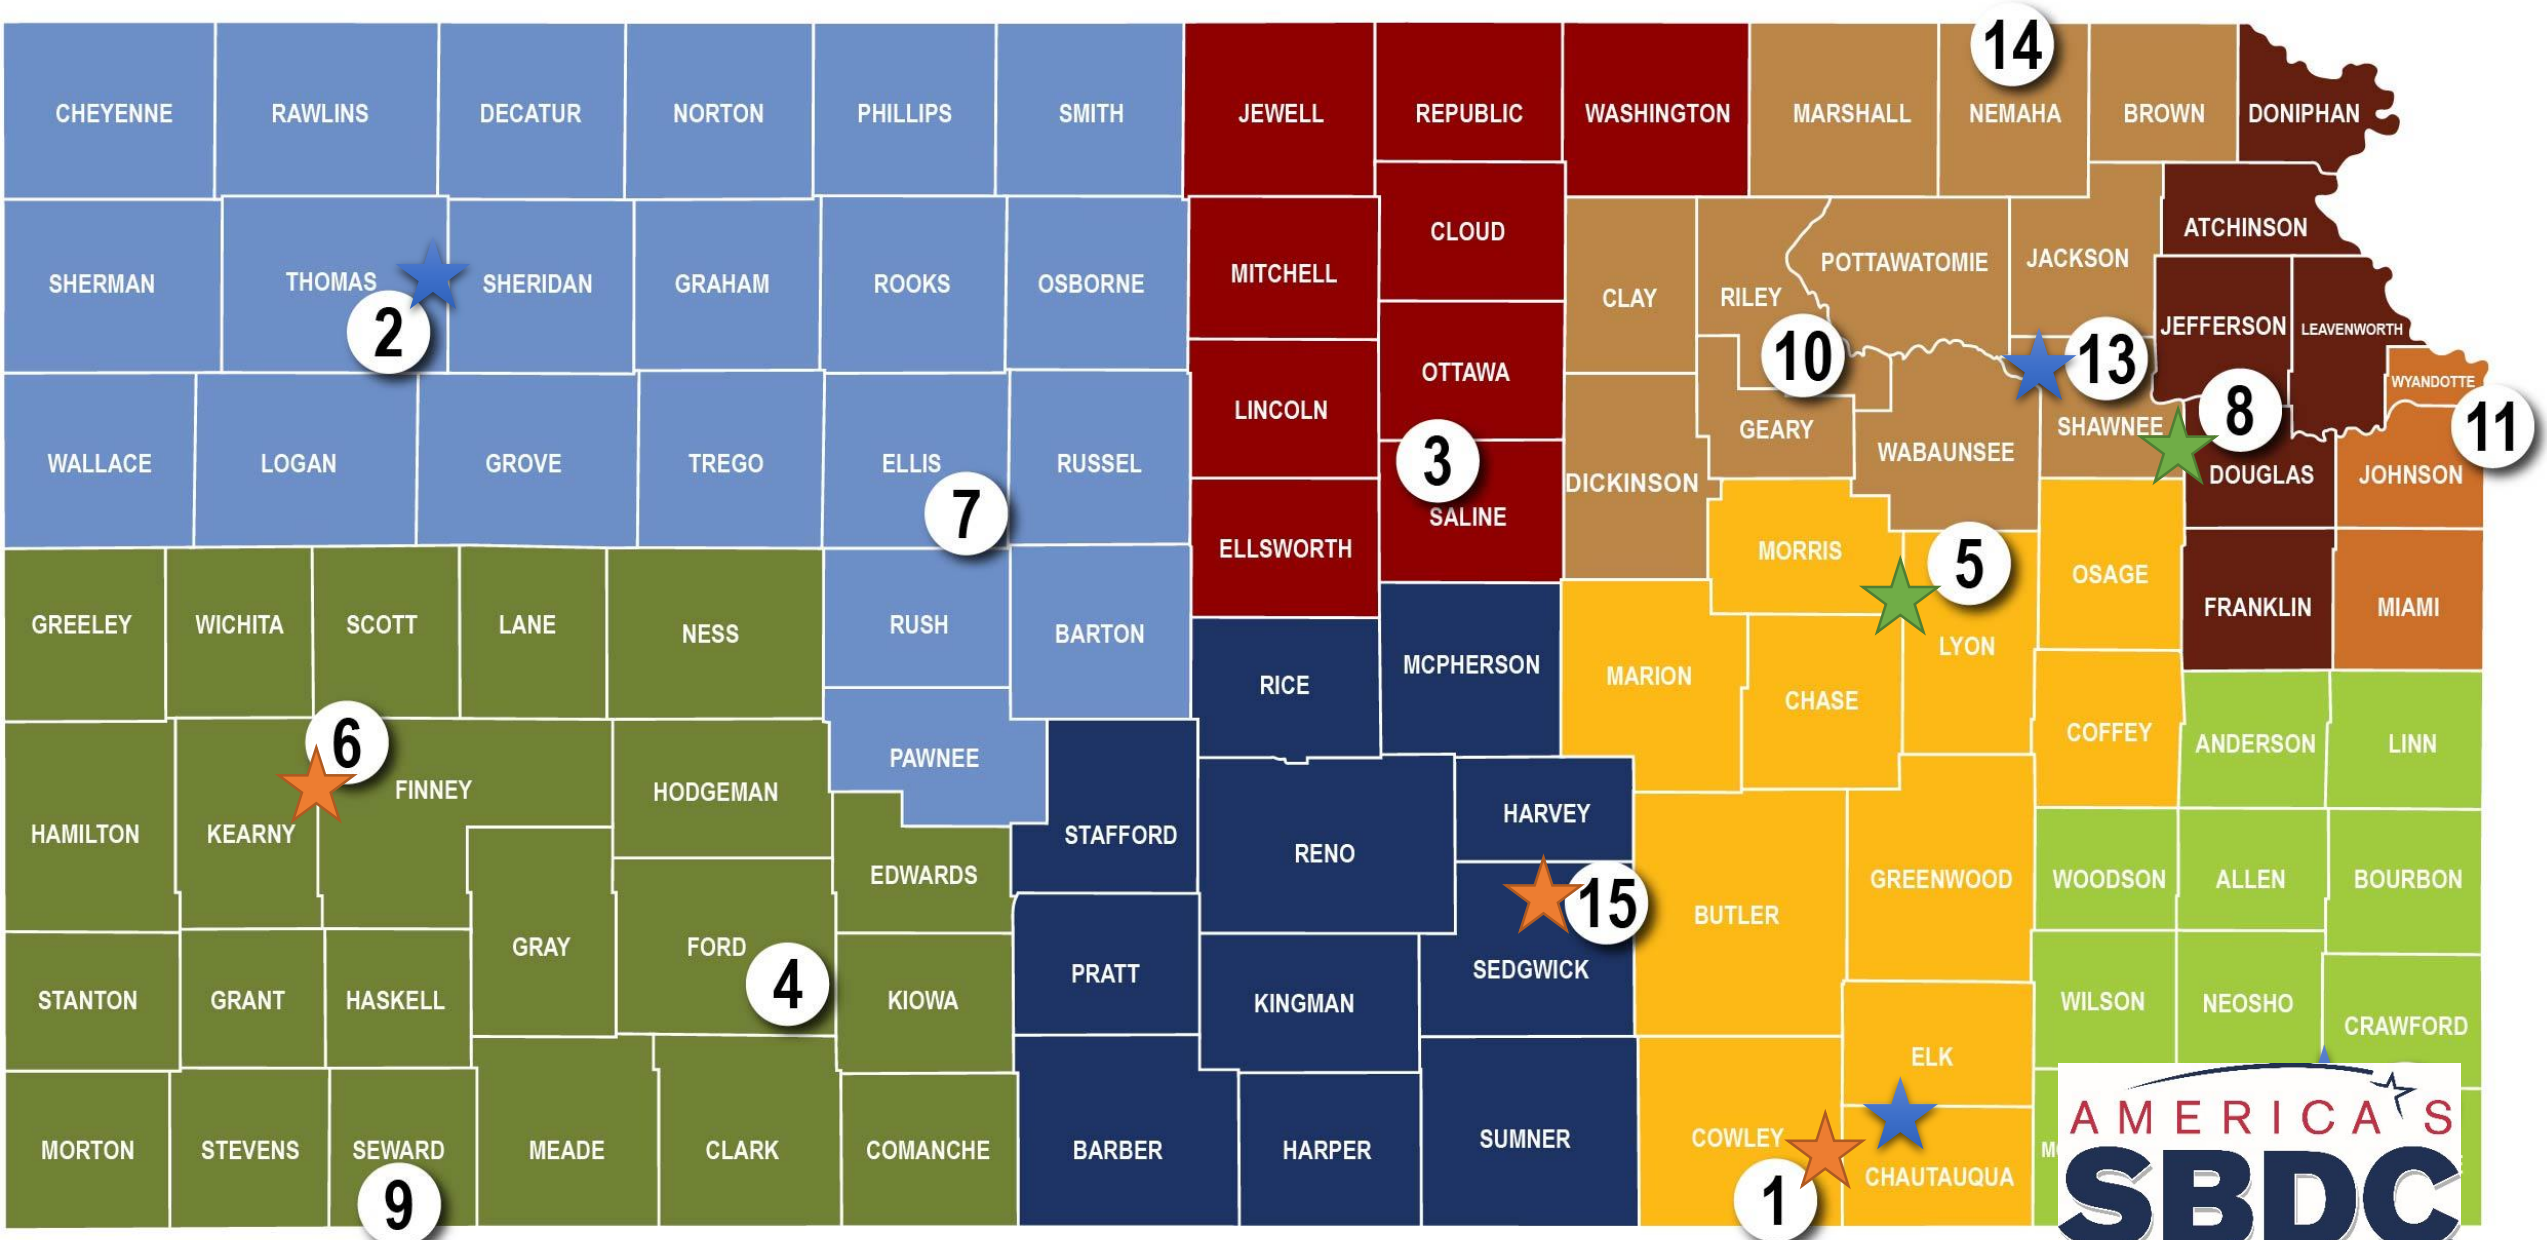 14
CHEYENNE RAWLINS DECATUR NORTON PHILLIPS SMITH JEWELL REPUBLIC WASHINGTON MARSHALL NEMAHA BROWN DONIPHAN
CLOUD ATCHINSON
SHERMAN THOMAS SHERIDAN GRAHAM ROOKS OSBORNE MITCHELL CLAY RILEY POTTAWATOMIE JACKSON
2 OTTAWA 10 13 JEFFERSON LEAVENWORTH
WYANDOTTE
LINCOLN GEARY SHAWNEE 8 11
WALLACE LOGAN GROVE TREGO ELLIS RUSSEL 3 DICKINSON WABAUNSEE DOUGLAS JOHNSON
7 SALINE
ELLSWORTH MORRIS 5 OSAGE
GREELEY WICHITA SCOTT LANE NESS RUSH BARTON LYON FRANKLIN MIAMI
RICE MCPHERSON MARION CHASE
6 PAWNEE COFFEY ANDERSON LINN
FINNEY HODGEMAN HARVEY
HAMILTON KEARNY STAFFORD RENO
EDWARDS 15 BUTLER GREENWOOD WOODSON ALLEN BOURBON
GRAY FORD PRATT SEDGWICK
STANTON GRANT HASKELL 4 KIOWA KINGMAN WILSON NEOSHO CRAWFORD
ELK
AMERICA'S
MORTON STEVENS SEWARD MEADE CLARK COMANCHE BARBER HARPER SUMNER COWLEY CHAUTAUQUA
9 1 SBDC